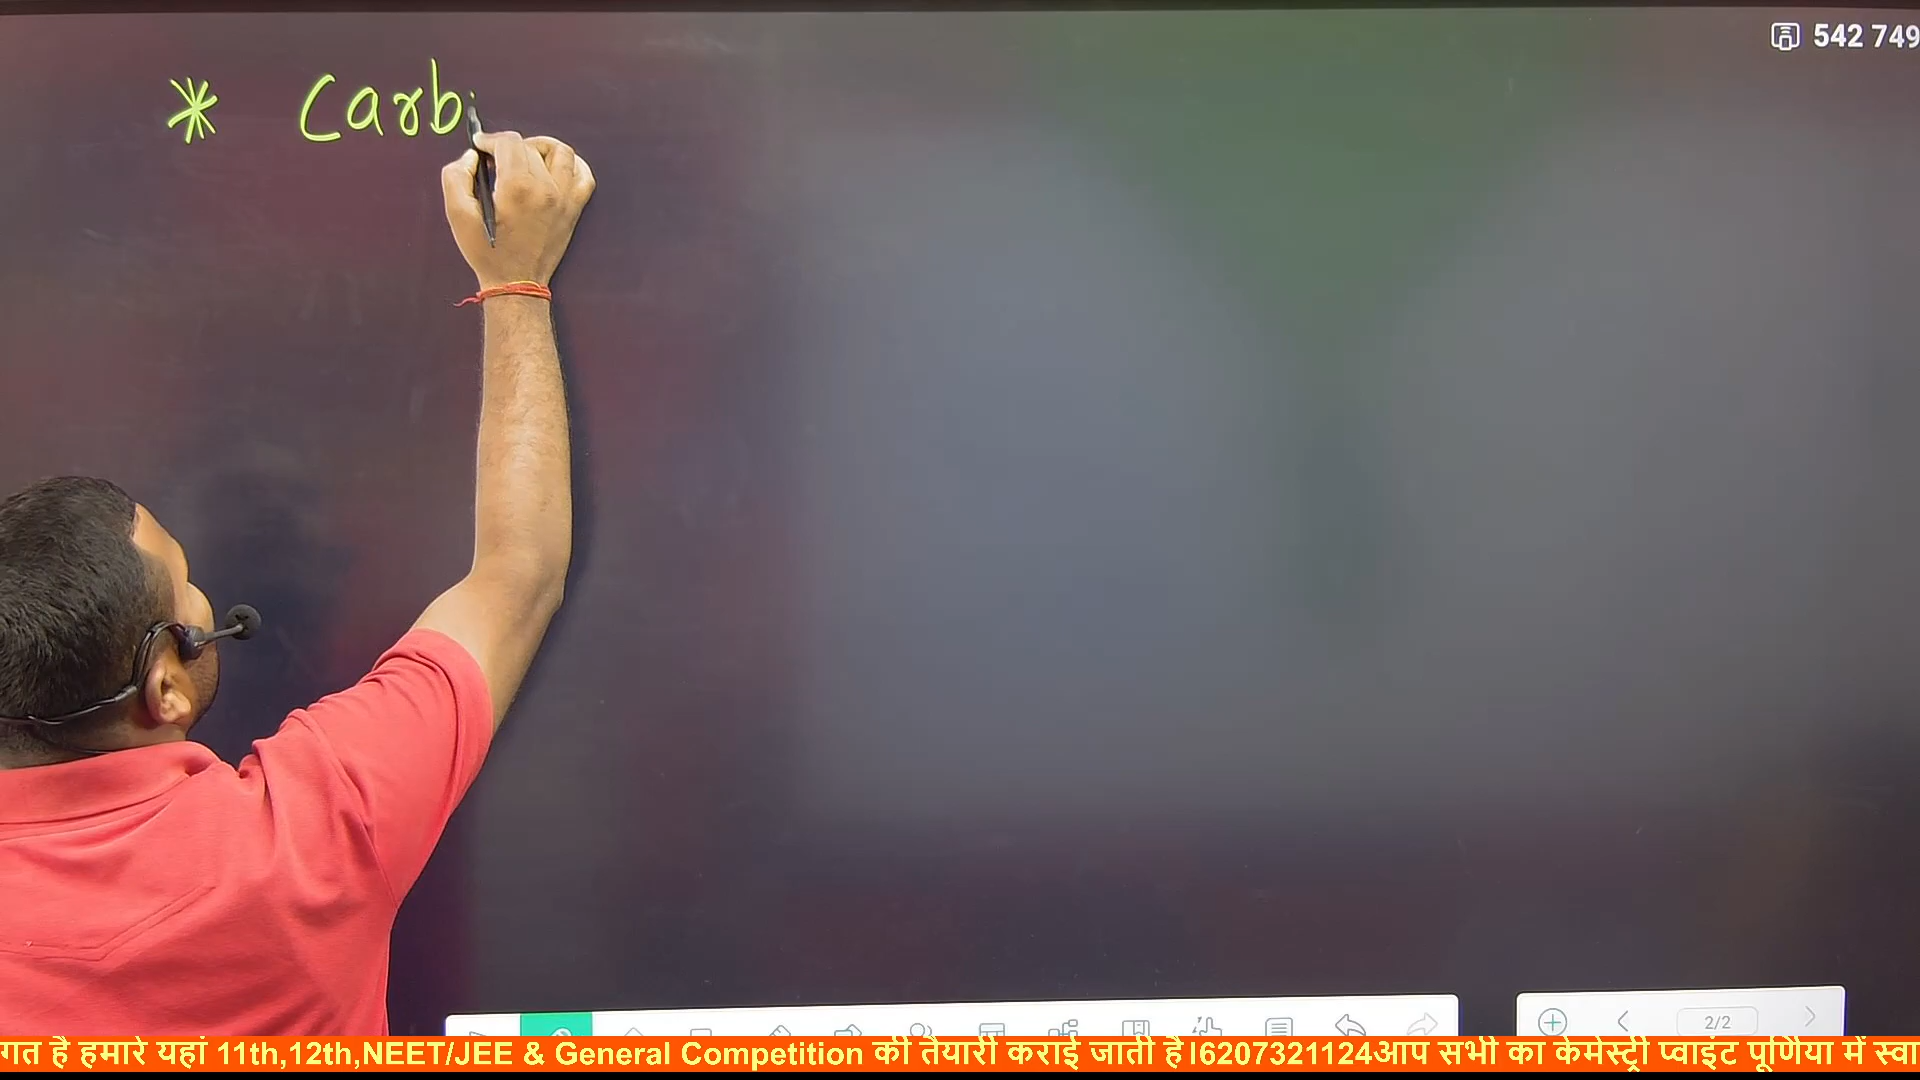 542 749
* Carb
2/2
गत है हमारे यहां 11th,12th,NEET/JEE & General Competition की तैयारी कराई जाती है।6207321124आप सभी का केमेस्ट्री प्वाइंट पूर्णिया में स्वा